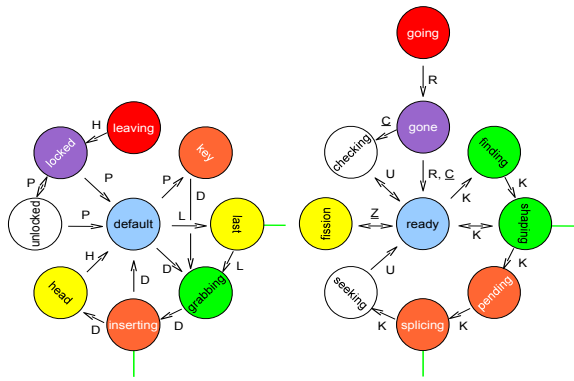 going
R
locked
H
leaving
C
gone
checking
key
finding
P
P
P
D
U
R, C
K
K
unlocked
P
default
L
last
fission
Z
ready
K
shaping
H
D
D
L
U
K
head
grabbing
seeking
pending
D
inserting
D
K
splicing
K